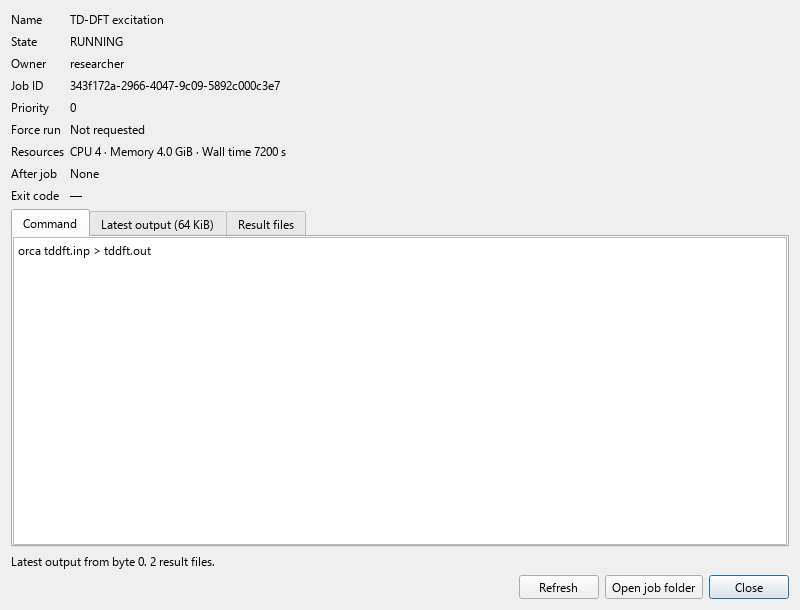 Name TD-DFT excitation
State RUNNING
Owner researcher
Job ID 343f172a-2966-4047-9c09-5892c000c3e7
Priority 0
Force run Not requested
Resources CPU 4 · Memory 4.0 GiB · Wall time 7200 s
After job None
Exit code —
Command Latest output (64 KiB) Result files
orca tddft.inp > tddft.out
Latest output from byte 0. 2 result files.
Refresh Open job folder Close